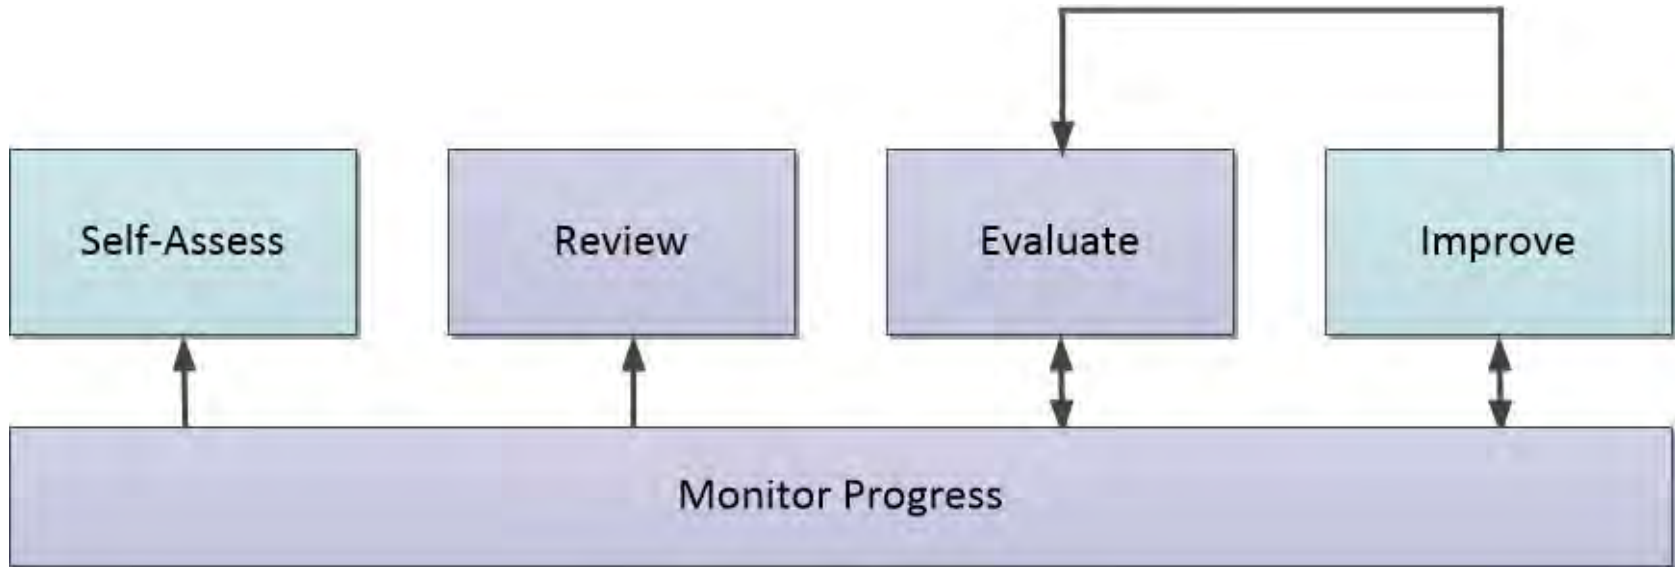 Self-Assess
Review
Evaluate
Improve
Monitor Progress